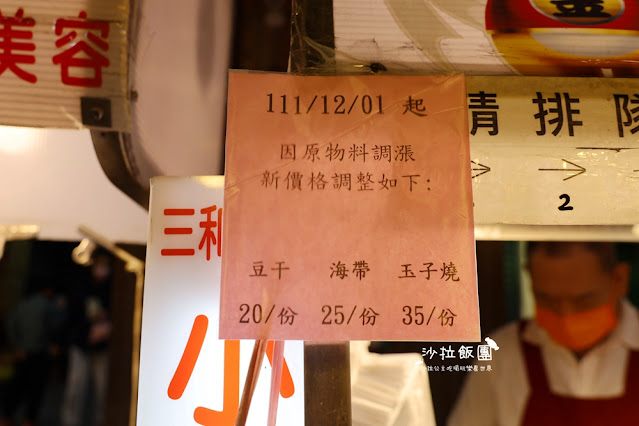 美容
111/12/01 起
因原物料調漲
新價格調整如下:
豆干 海帶 玉子燒
20/份 25/份 35/份
請排隊
2
三和
小
沙拉飯團